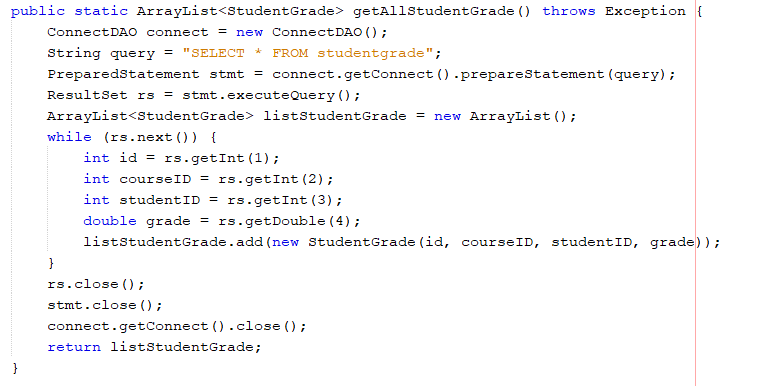 public static ArrayList<StudentGrade> getAllStudentGrade() throws Exception {
    ConnectDAO connect = new ConnectDAO();
    String query = "SELECT * FROM studentgrade";
    PreparedStatement stmt = connect.getConnect().prepareStatement(query);
    ResultSet rs = stmt.executeQuery();
    ArrayList<StudentGrade> listStudentGrade = new ArrayList();
    while (rs.next()) {
        int id = rs.getInt(1);
        int courseID = rs.getInt(2);
        int studentID = rs.getInt(3);
        double grade = rs.getDouble(4);
        listStudentGrade.add(new StudentGrade(id, courseID, studentID, grade));
    }
    rs.close();
    stmt.close();
    connect.getConnect().close();
    return listStudentGrade;
}